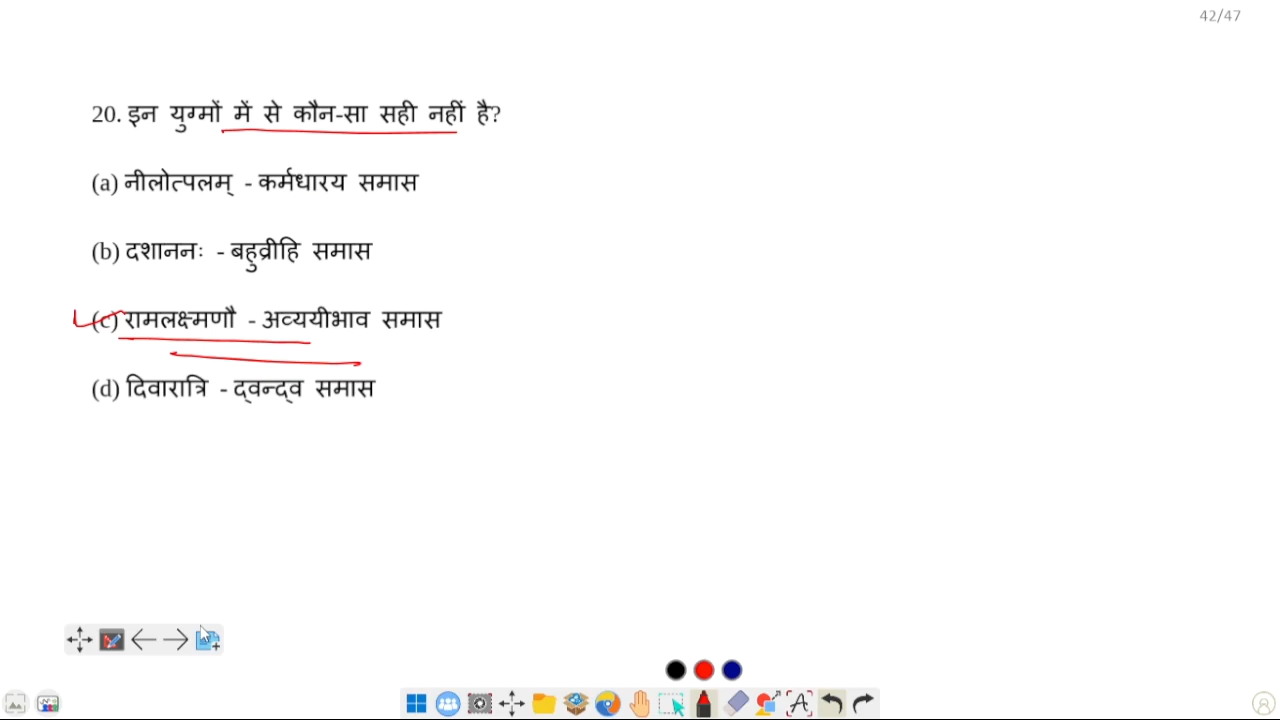 42/47
20. इन युग्मों में से कौन-सा सही नहीं है?
(a) नीलोत्पलम् - कर्मधारय समास
(b) दशाननः - बहुव्रीहि समास
(c) रामलक्ष्मणौ - अव्ययीभाव समास
(d) दिवारात्रि - द्वन्द्व समास